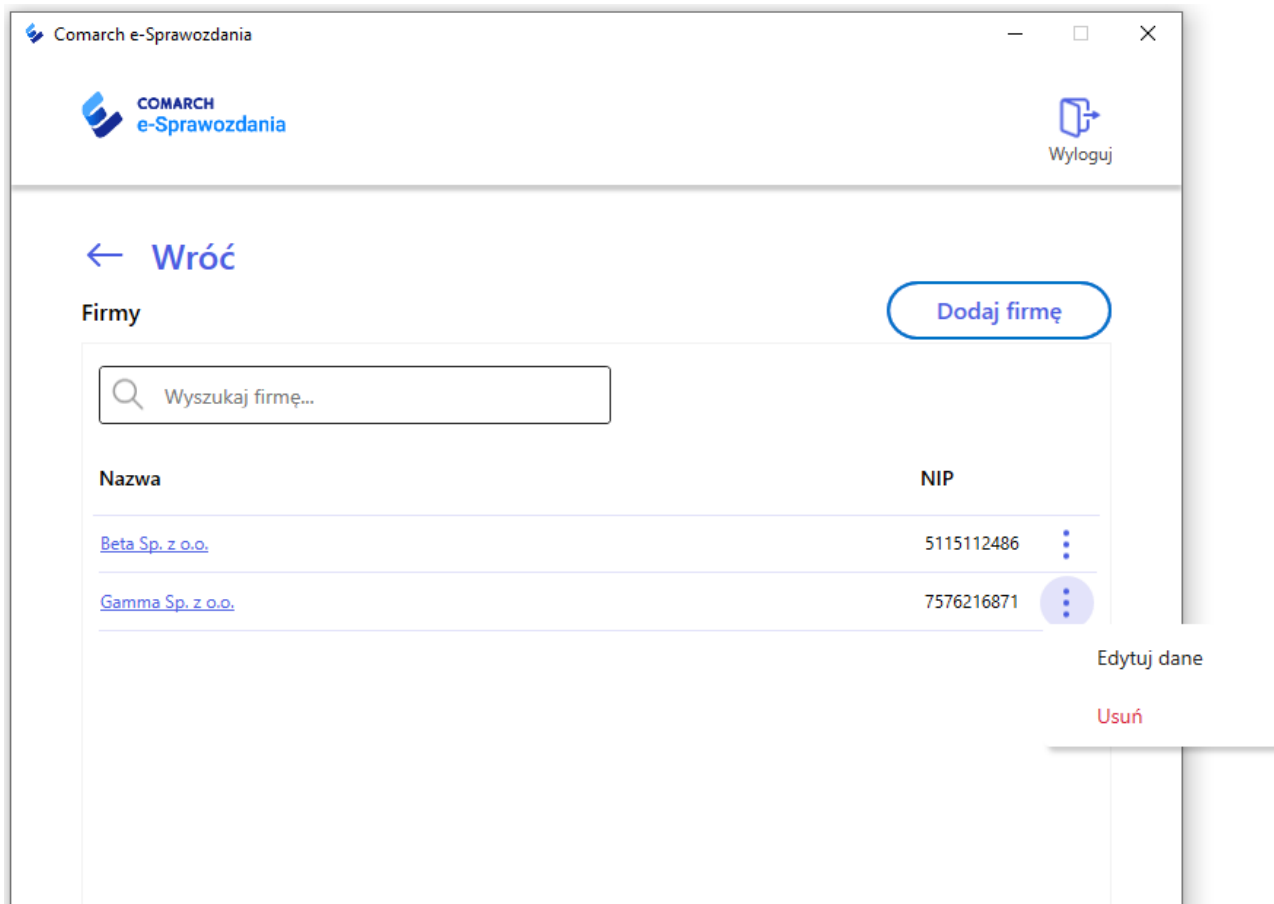 Comarch e-Sprawozdania
COMARCH
e-Sprawozdania
Wyloguj
Wróć
Firmy
Dodaj firmę
Wyszukaj firmę...
Nazwa NIP
Beta Sp. z o.o. 5115112486
Gamma Sp. z o.o. 7576216871
Edytuj dane
Usuń